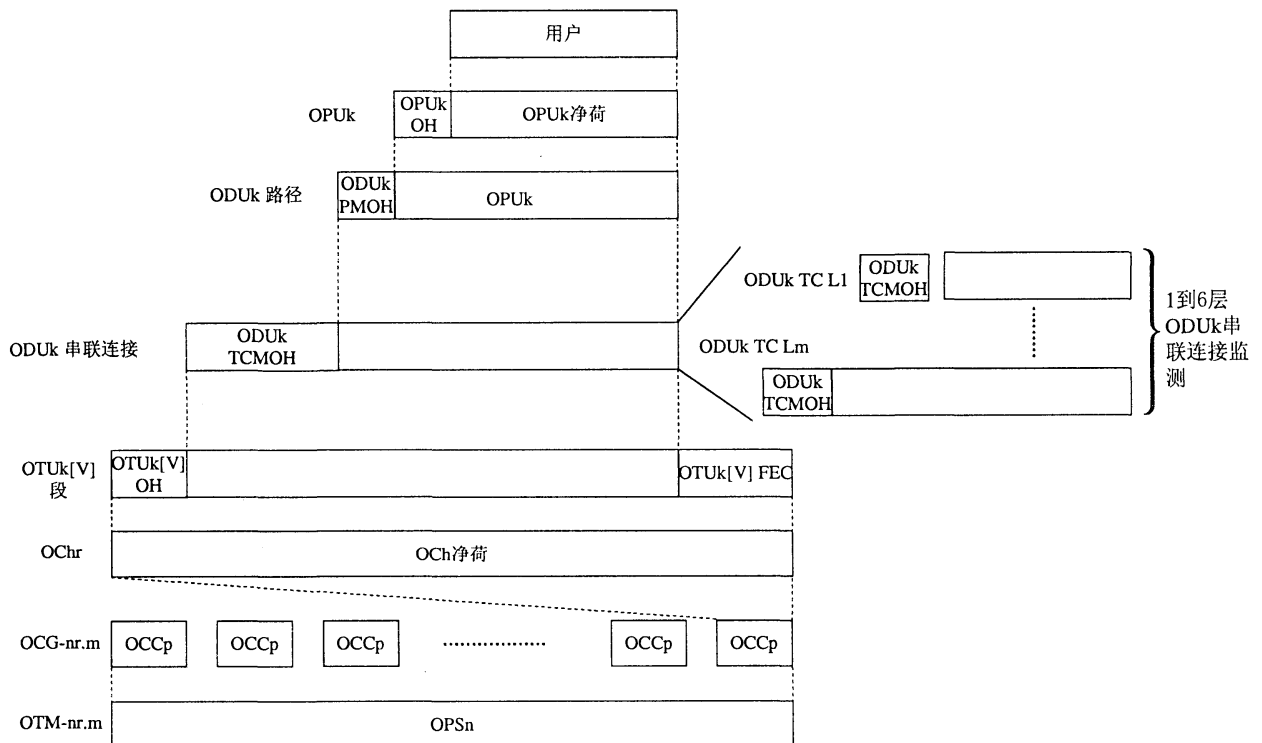 用户
OPUk
OPUk
OH
OPUk净荷
ODUk 路径
ODUk
PMOH
OPUk
ODUk TC L1
ODUk
TCMOH
1到6层
ODUk串
联连接监
测
ODUk 串联连接
ODUk
TCMOH
ODUk TC Lm
ODUk
TCMOH
OTUk[V]
段
OTUk[V]
OH
OTUk[V] FEC
OChr
OCh净荷
OCG-nr.m
OCCp
OCCp
OCCp
OCCp
OCCp
OTM-nr.m
OPSn